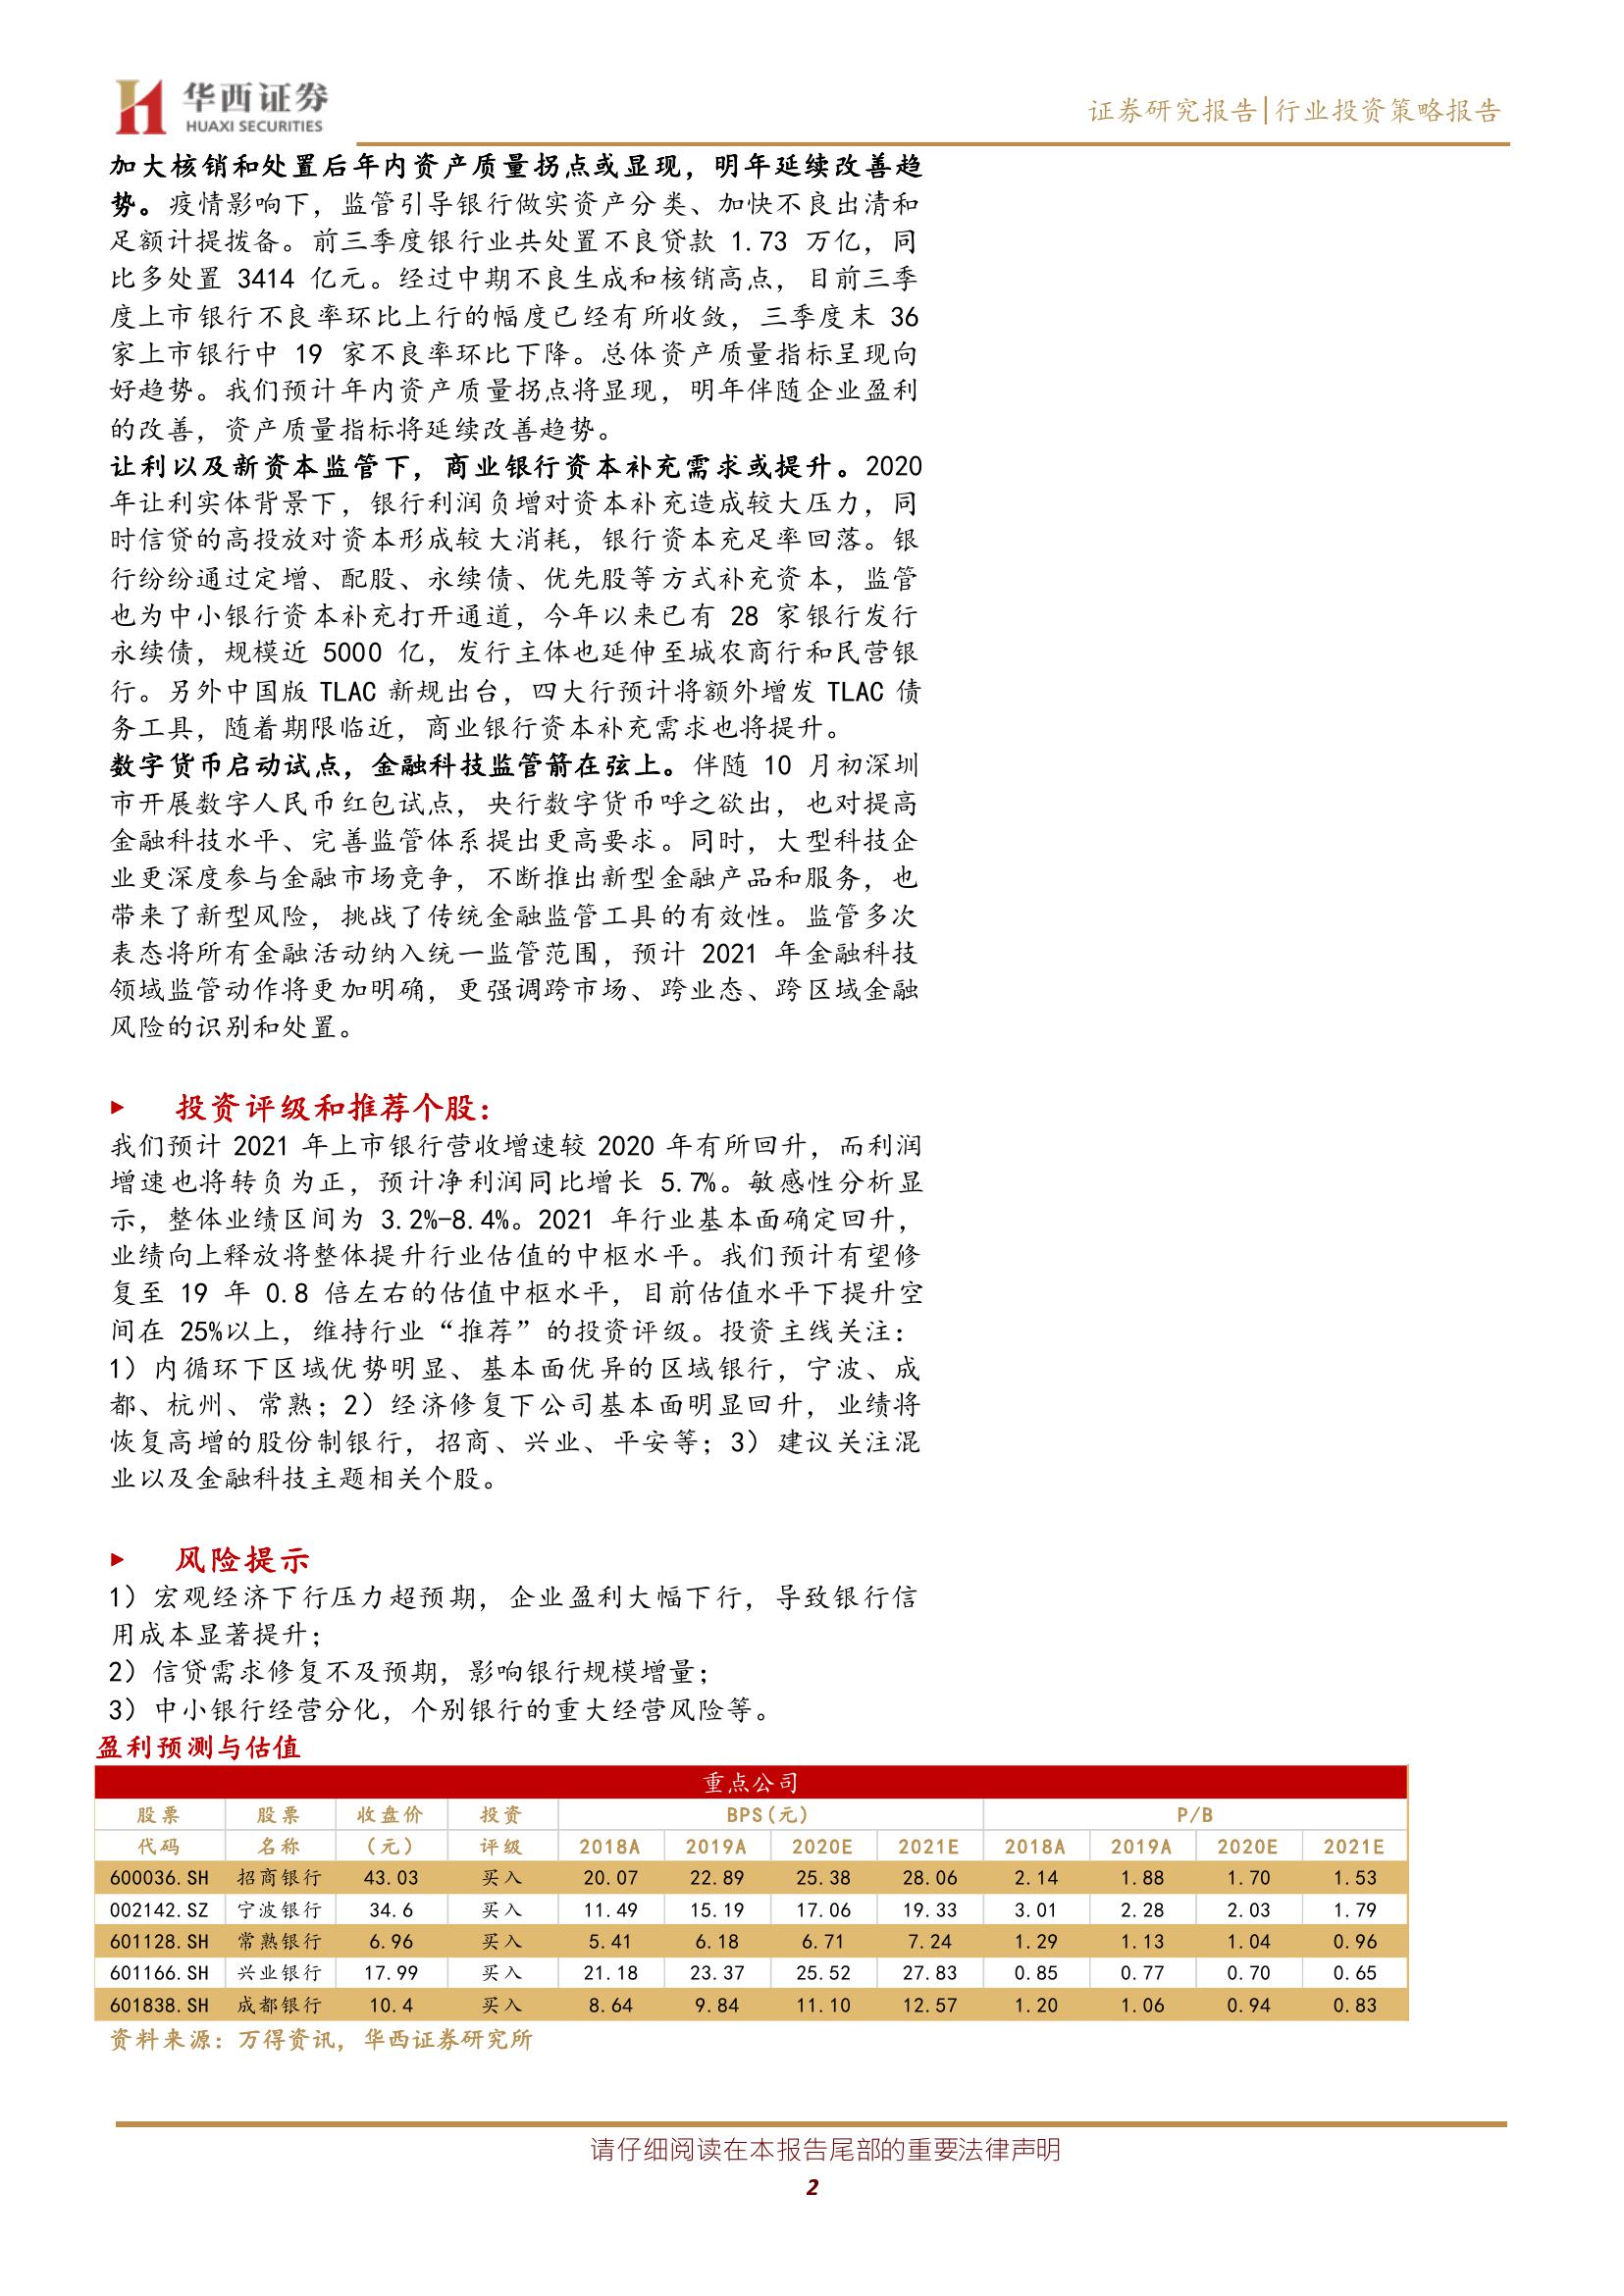 华西证券
HUAXI SECURITIES
证券研究报告|行业投资策略报告
加大核销和处置后年内资产质量拐点或显现，明年延续改善趋
势。疫情影响下，监管引导银行做实资产分类、加快不良出清和
足额计提拨备。前三季度银行业共处置不良贷款 1.73 万亿，同
比多处置 3414 亿元。经过中期不良生成和核销高点，目前三季
度上市银行不良率环比上行的幅度已经有所收敛，三季度末 36
家上市银行中 19 家不良率环比下降。总体资产质量指标呈现向
好趋势。我们预计年内资产质量拐点将显现，明年伴随企业盈利
的改善，资产质量指标将延续改善趋势。
让利以及新资本监管下，商业银行资本补充需求或提升。2020
年让利实体背景下，银行利润负增对资本补充造成较大压力，同
时信贷的高投放对资本形成较大消耗，银行资本充足率回落。银
行纷纷通过定增、配股、永续债、优先股等方式补充资本，监管
也为中小银行资本补充打开通道，今年以来已有 28 家银行发行
永续债，规模近 5000 亿，发行主体也延伸至城农商行和民营银
行。另外中国版 TLAC 新规出台，四大行预计将额外增发 TLAC 债
务工具，随着期限临近，商业银行资本补充需求也将提升。
数字货币启动试点，金融科技监管箭在弦上。伴随 10 月初深圳
市开展数字人民币红包试点，央行数字货币呼之欲出，也对提高
金融科技水平、完善监管体系提出更高要求。同时，大型科技企
业更深度参与金融市场竞争，不断推出新型金融产品和服务，也
带来了新型风险，挑战了传统金融监管工具的有效性。监管多次
表态将所有金融活动纳入统一监管范围，预计 2021 年金融科技
领域监管动作将更加明确，更强调跨市场、跨业态、跨区域金融
风险的识别和处置。
投资评级和推荐个股：
我们预计 2021 年上市银行营收增速较 2020 年有所回升，而利润
增速也将转负为正，预计净利润同比增长 5.7%。敏感性分析显
示，整体业绩区间为 3.2%-8.4%。2021 年行业基本面确定回升，
业绩向上释放将整体提升行业估值的中枢水平。我们预计有望修
复至 19 年 0.8 倍左右的估值中枢水平，目前估值水平下提升空
间在 25%以上，维持行业“推荐”的投资评级。投资主线关注：
1）内循环下区域优势明显、基本面优异的区域银行，宁波、成
都、杭州、常熟；2）经济修复下公司基本面明显回升，业绩将
恢复高增的股份制银行，招商、兴业、平安等；3）建议关注混
业以及金融科技主题相关个股。
风险提示
1）宏观经济下行压力超预期，企业盈利大幅下行，导致银行信
用成本显著提升；
2）信贷需求修复不及预期，影响银行规模增量；
3）中小银行经营分化，个别银行的重大经营风险等。
盈利预测与估值
重点公司
股票 股票 收盘价 投资 BPS(元) P/B
代码 名称 （元） 评级 2018A 2019A 2020E 2021E 2018A 2019A 2020E 2021E
600036.SH 招商银行 43.03 买入 20.07 22.89 25.38 28.06 2.14 1.88 1.70 1.53
002142.SZ 宁波银行 34.6 买入 11.49 15.19 17.06 19.33 3.01 2.28 2.03 1.79
601128.SH 常熟银行 6.96 买入 5.41 6.18 6.71 7.24 1.29 1.13 1.04 0.96
601166.SH 兴业银行 17.99 买入 21.18 23.37 25.52 27.83 0.85 0.77 0.70 0.65
601838.SH 成都银行 10.4 买入 8.64 9.84 11.10 12.57 1.20 1.06 0.94 0.83
资料来源：万得资讯，华西证券研究所
请仔细阅读在本报告尾部的重要法律声明
2